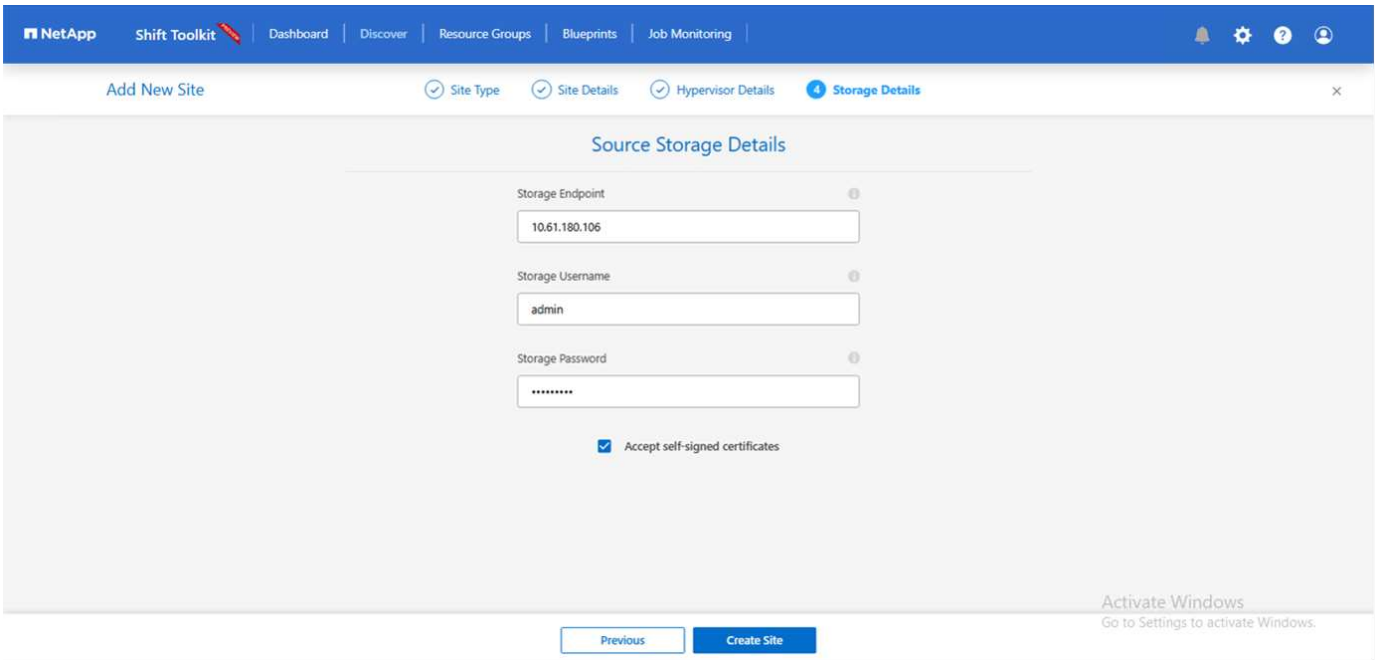 NetApp Shift Toolkit Dashboard Discover Resource Groups Blueprints Job Monitoring
Add New Site Site Type Site Details Hypervisor Details 4 Storage Details
Source Storage Details
Storage Endpoint
10.61.180.106
Storage Username
admin
Storage Password
•••••••••
Accept self-signed certificates
Activate Windows
Go to Settings to activate Windows.
Previous Create Site